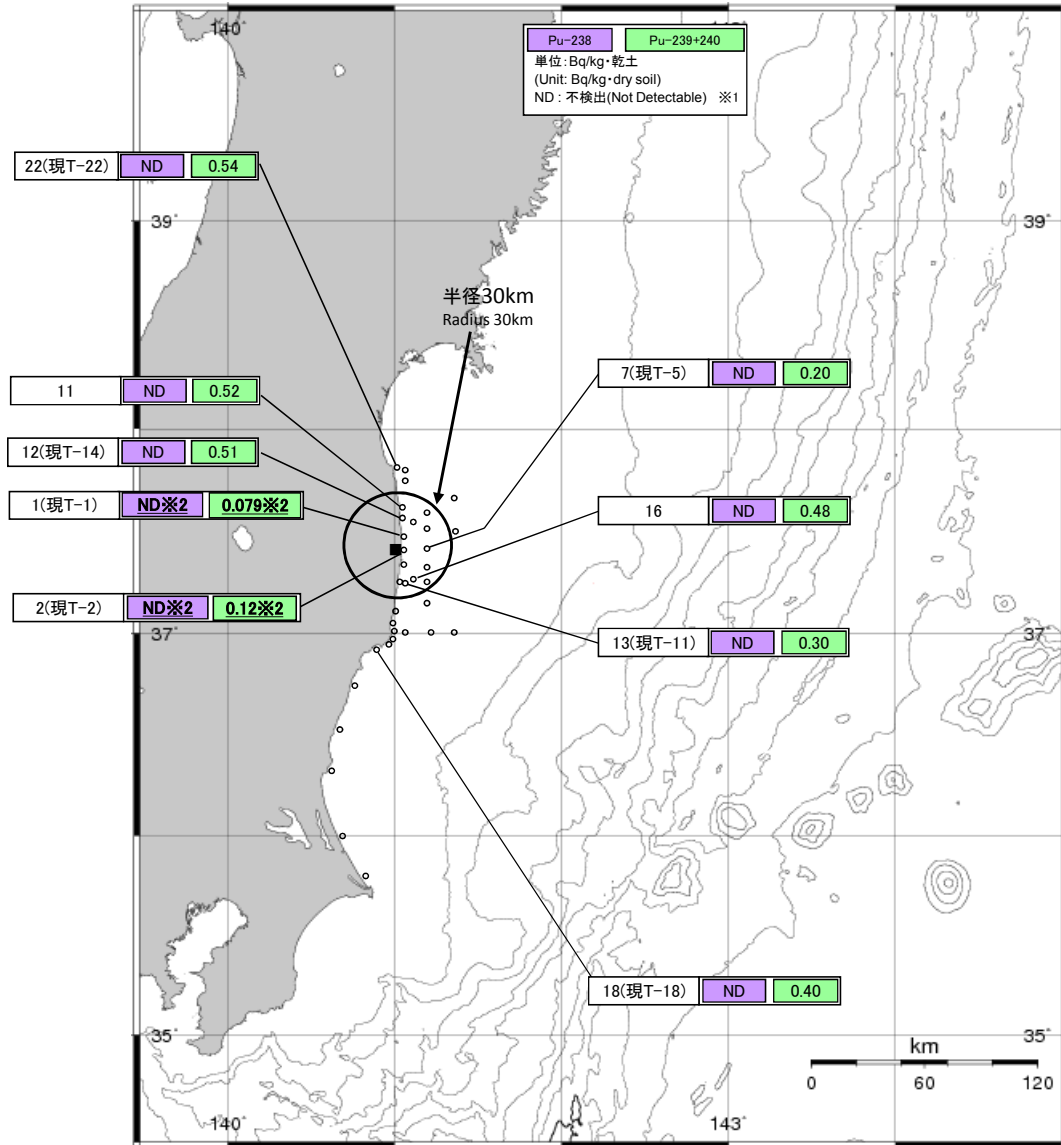 140°
Pu-238 Pu-239+240
単位:Bq/kg・乾土
(Unit: Bq/kg・dry soil)
ND : 不検出(Not Detectable) ※1
22(現T-22) ND 0.54
39° 39°
半径30km
Radius 30km
7(現T-5) ND 0.20
11 ND 0.52
12(現T-14) ND 0.51
1(現T-1) ND※2 0.079※2
16 ND 0.48
2(現T-2) ND※2 0.12※2
37° 37°
13(現T-11) ND 0.30
18(現T-18) ND 0.40
35°
km
0 60 120
140° 143°